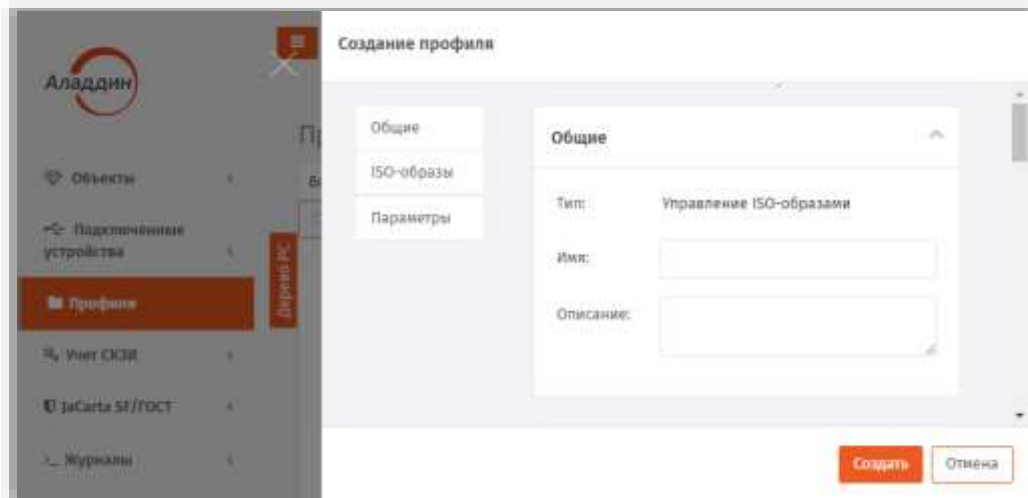 Аладдин
Объекты
Подключенные
устройства
Профили
Учет СКЗИ
JaCarta SF/ГОСТ
Журналы
Дерево РС
Создание профиля
Общие
ISO-образы
Параметры
Общие
Тип: Управление ISO-образами
Имя:
Описание:
Создать Отмена